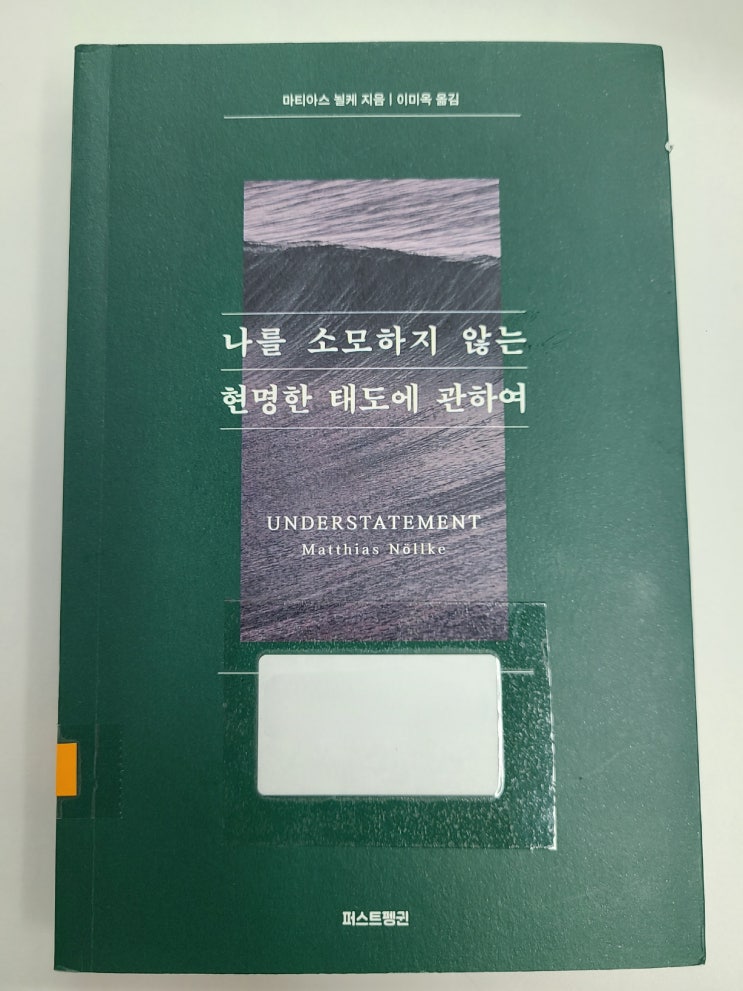 마티아스 뇔케 지음 | 이미옥 옮김
나를 소모하지 않는
현명한 태도에 관하여
UNDERSTATEMENT
Matthias Nöllke
퍼스트펭귄